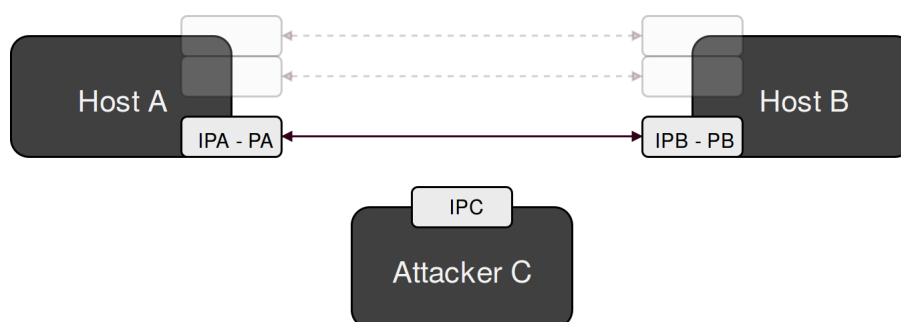 Host A
Host B
IPA - PA
IPB - PB
IPC
Attacker C